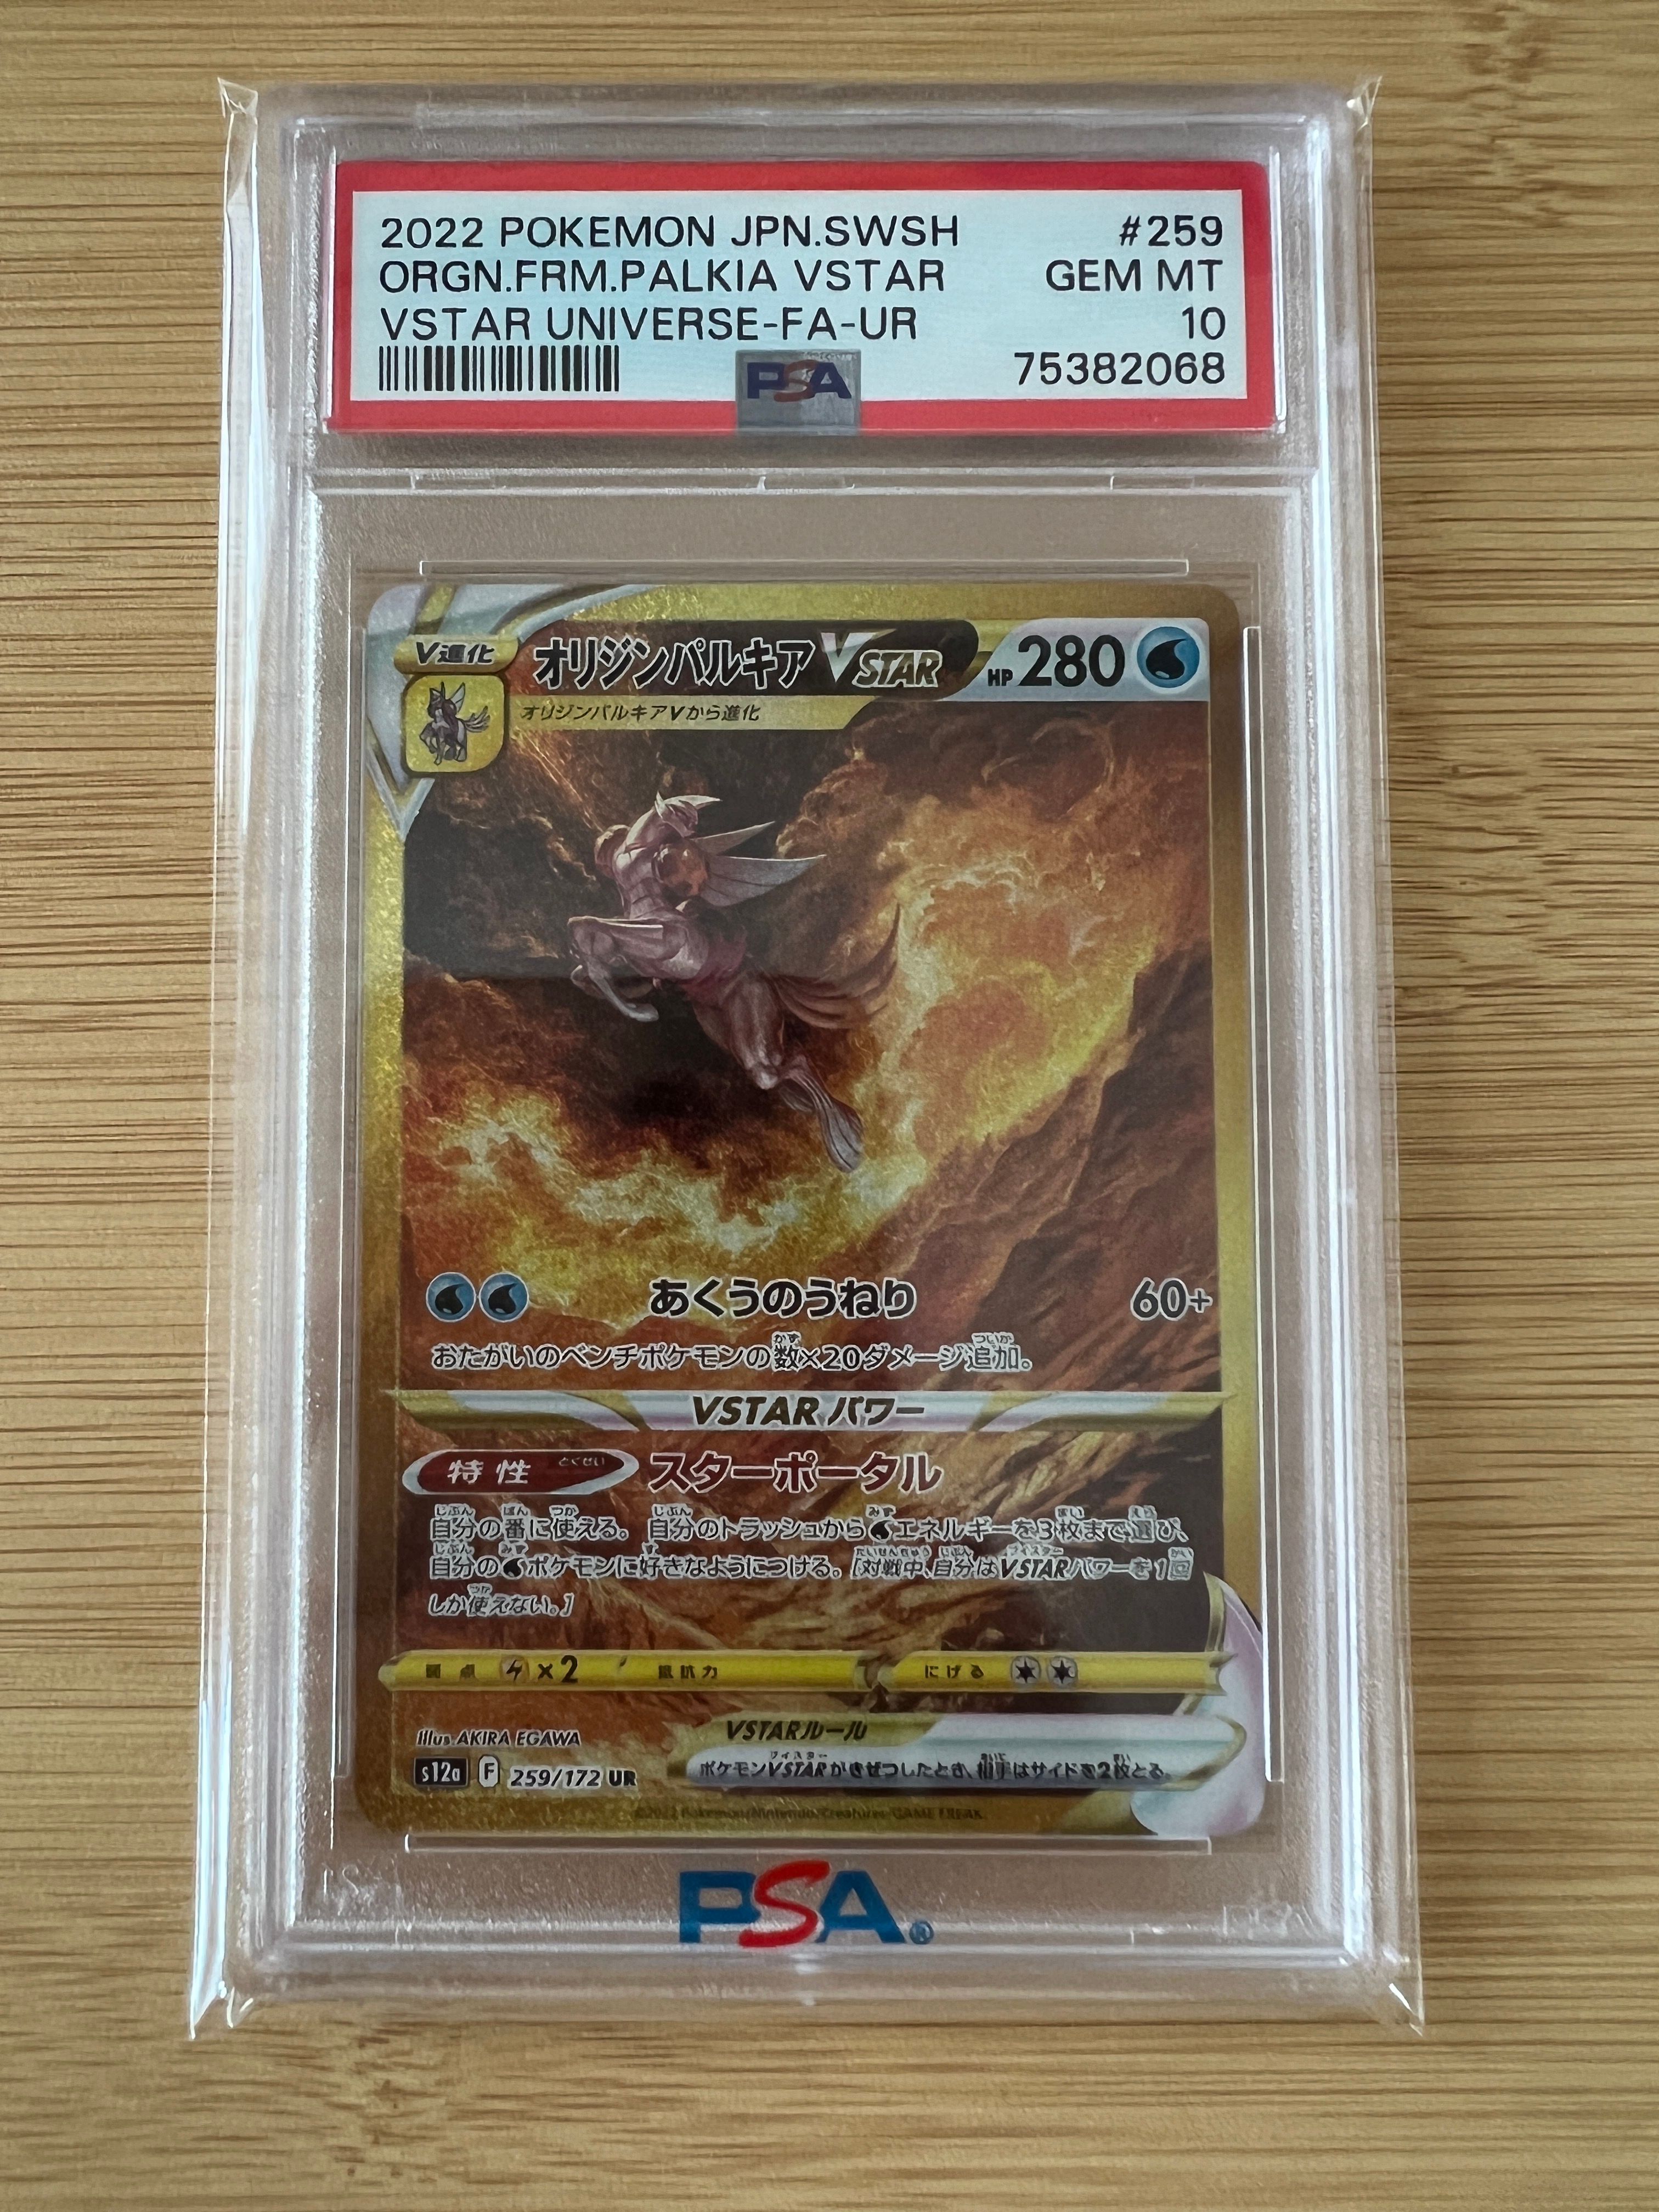 2022 POKEMON JPN.SWSH #259
ORGN.FRM.PALKIA VSTAR GEM MT
VSTAR UNIVERSE-FA-UR 10
PSA 75382068
V進化
オリジンパルキア VSTAR HP 280
オリジンパルキアVから進化
あくうのうねり 60+
おたがいのベンチポケモンの数×20ダメージ追加。
VSTARパワー
特性 スターポータル
自分の番に使える。自分のトラッシュからエネルギーを3枚まで選び、
自分のポケモンに好きなようにつける。[対戦中、自分はVSTARパワーを1回
しか使えない。]
弱点 ×2 抵抗力 にげる
Illus. AKIRA EGAWA
VSTARルール
s12a F 259/172 UR
ポケモンVSTARがきぜつしたとき、相手はサイドを2枚とる。
©2022 Pokémon/Nintendo/Creatures/GAME FREAK.
PSA®